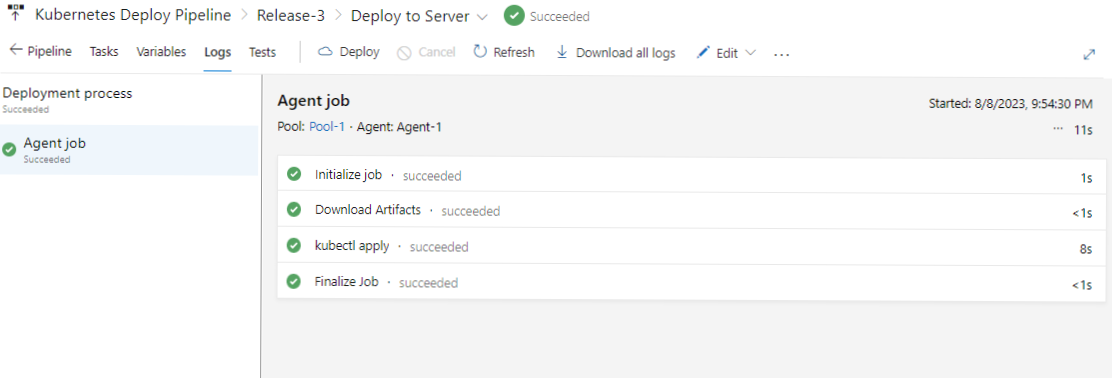 Kubernetes Deploy Pipeline > Release-3 > Deploy to Server Succeeded
Pipeline Tasks Variables Logs Tests Deploy Cancel Refresh Download all logs Edit ...
Deployment process
Succeeded
Agent job
Succeeded
Agent job
Started: 8/8/2023, 9:54:30 PM
Pool: Pool-1 · Agent: Agent-1
... 11s
Initialize job · succeeded 1s
Download Artifacts · succeeded <1s
kubectl apply · succeeded 8s
Finalize Job · succeeded <1s